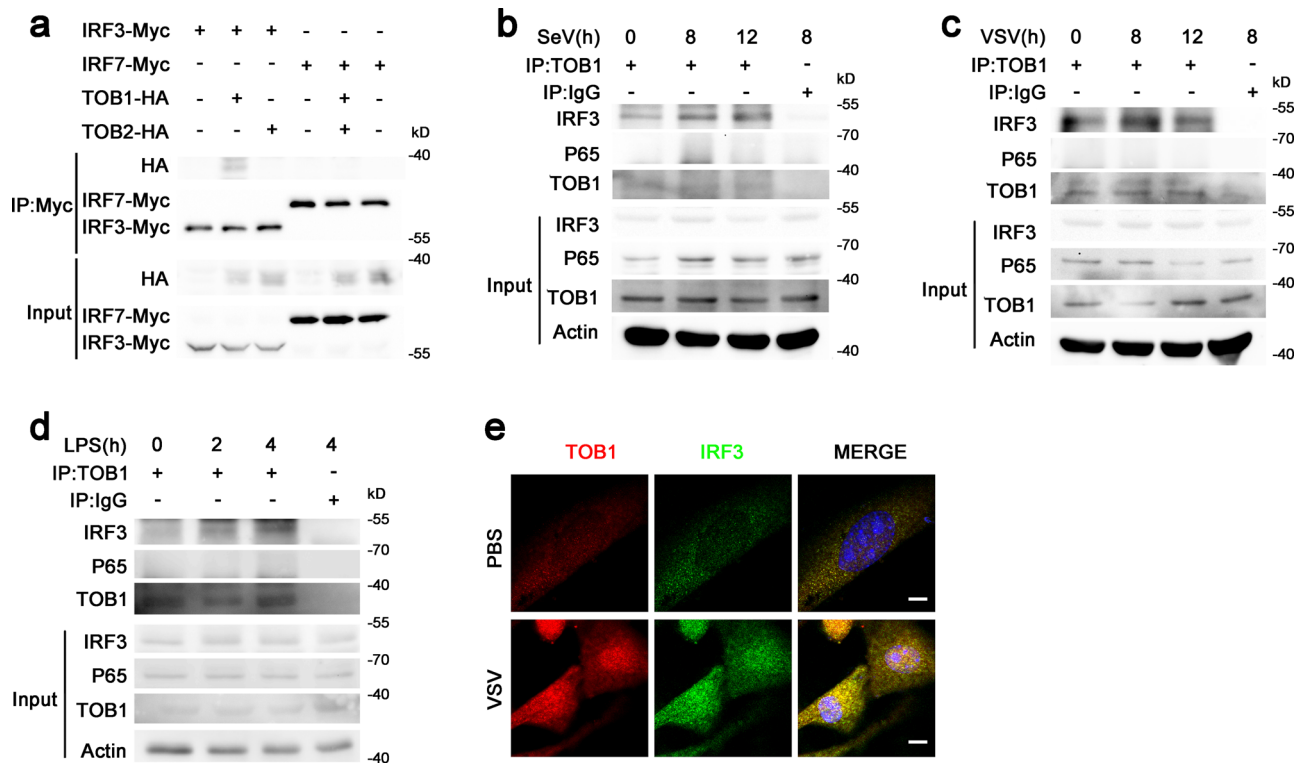 a
IRF3-Myc + + + - - -
IRF7-Myc - - - + + +
TOB1-HA - + - - + -
TOB2-HA - - + - + -
kD
IP:Myc
HA -40
IRF7-Myc
IRF3-Myc -55
Input
HA -40
IRF7-Myc
IRF3-Myc -55
b
SeV(h) 0 8 12 8
IP:TOB1 + + + -
IP:IgG - - - +
kD
IRF3 -55
P65 -70
TOB1 -40
Input
IRF3 -55
P65 -70
TOB1 -40
Actin -40
c
VSV(h) 0 8 12 8
IP:TOB1 + + + -
IP:IgG - - - +
kD
IRF3 -55
P65 -70
TOB1 -40
Input
IRF3 -55
P65 -70
TOB1 -40
Actin -40
d
LPS(h) 0 2 4 4
IP:TOB1 + + + -
IP:IgG - - - +
kD
IRF3 -55
P65 -70
TOB1 -40
Input
IRF3 -55
P65 -70
TOB1 -40
Actin -40
e
TOB1 IRF3 MERGE
PBS
VSV